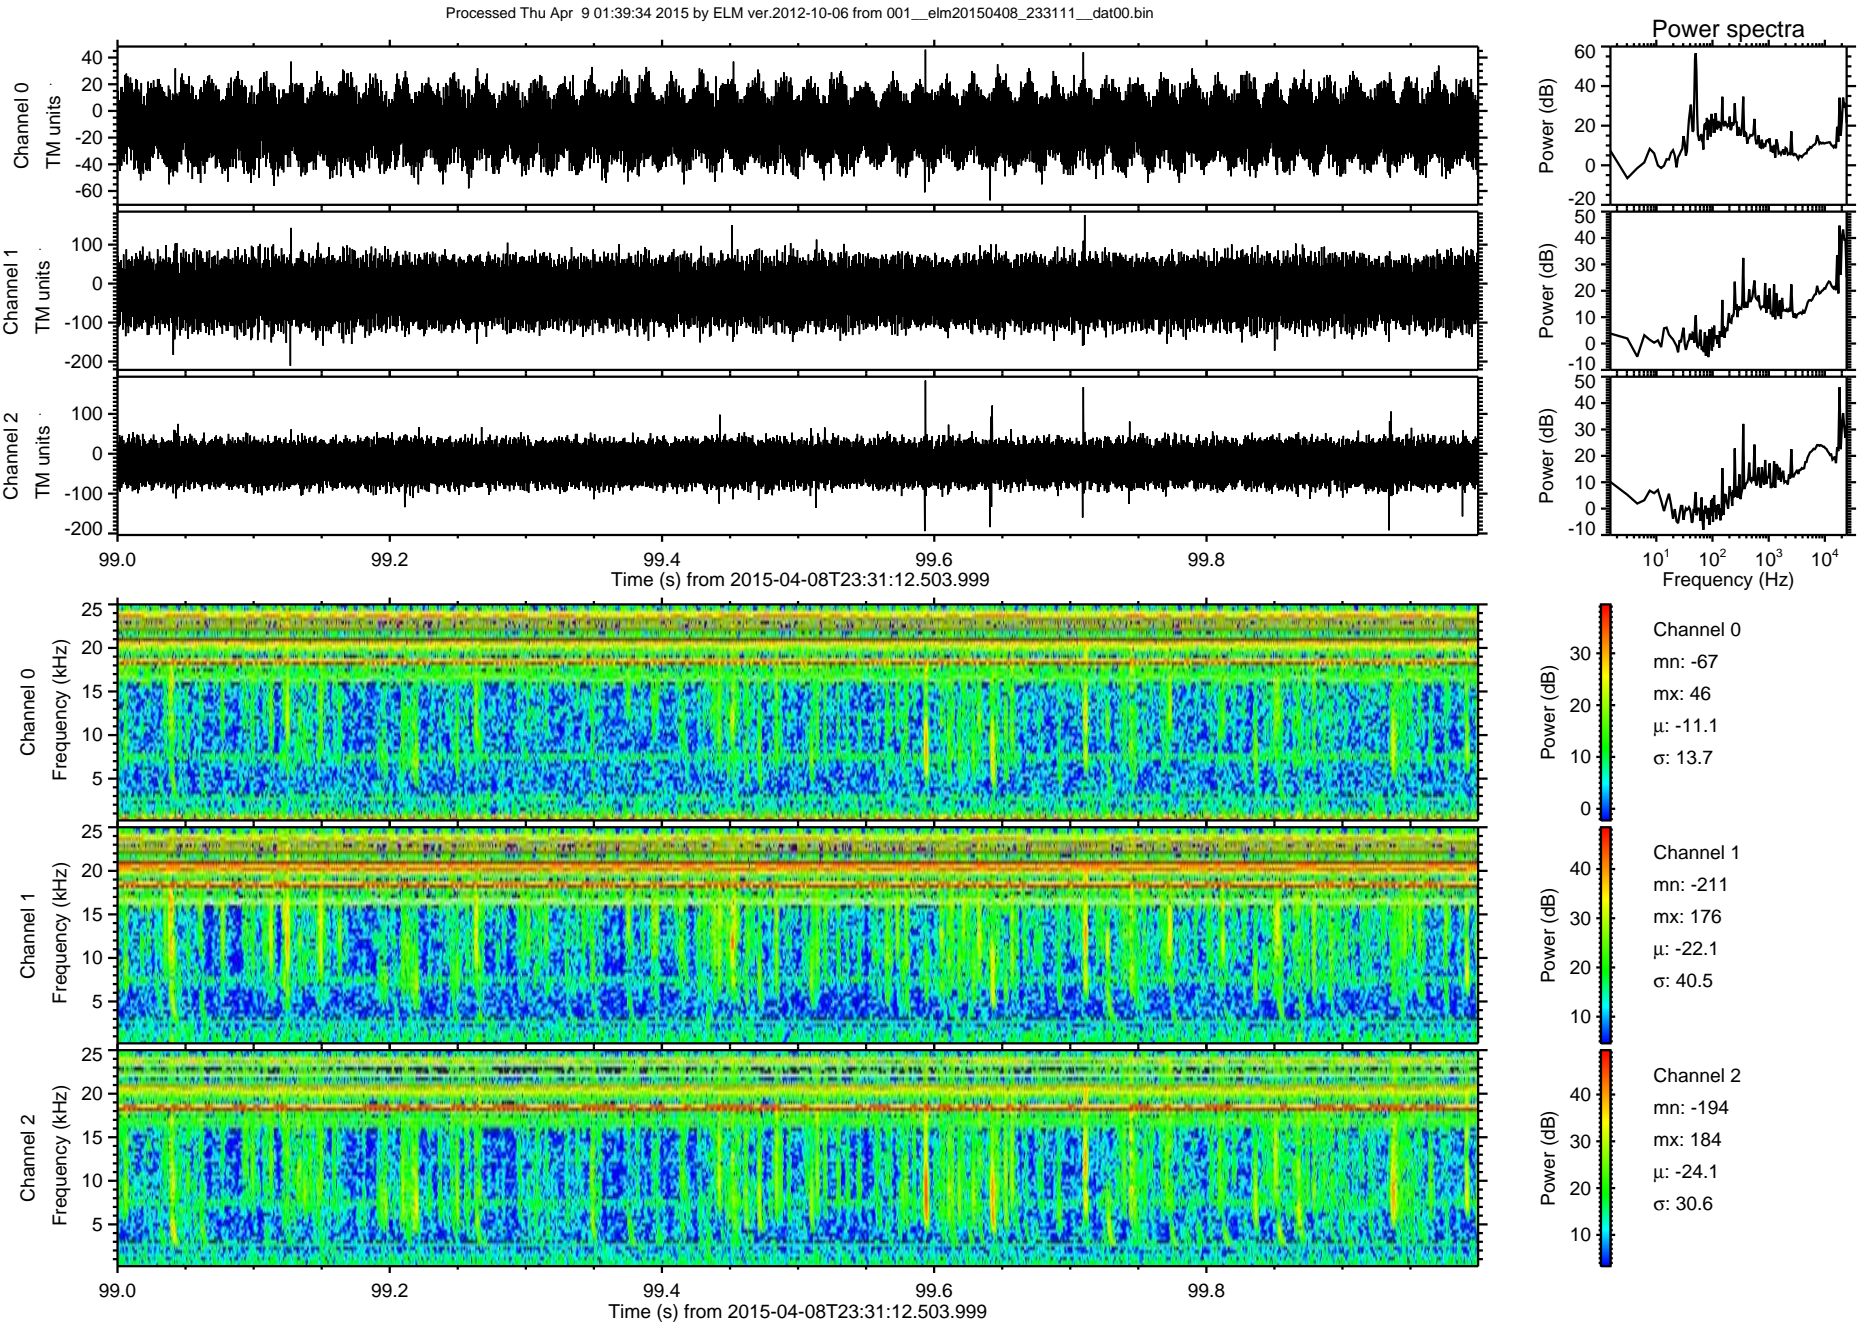 Processed Thu Apr  9 01:39:34 2015 by ELM ver.2012-10-06 from 001__elm20150408_233111__dat00.bin
Power spectra
Channel 0
TM units
40
20
0
-20
-40
-60
Power (dB)
60
40
20
0
-20
Channel 1
TM units
100
0
-100
-200
Power (dB)
50
40
30
20
10
0
-10
Channel 2
TM units
100
0
-100
-200
Power (dB)
50
40
30
20
10
0
-10
99.0 99.2 99.4 99.6 99.8
Time (s) from 2015-04-08T23:31:12.503.999
10¹ 10² 10³ 10⁴
Frequency (Hz)
Channel 0
Frequency (kHz)
25
20
15
10
5
Power (dB)
30
20
10
0
Channel 0
mn: -67
mx: 46
μ: -11.1
σ: 13.7
Channel 1
Frequency (kHz)
25
20
15
10
5
Power (dB)
40
30
20
10
Channel 1
mn: -211
mx: 176
μ: -22.1
σ: 40.5
Channel 2
Frequency (kHz)
25
20
15
10
5
Power (dB)
40
30
20
10
Channel 2
mn: -194
mx: 184
μ: -24.1
σ: 30.6
99.0 99.2 99.4 99.6 99.8
Time (s) from 2015-04-08T23:31:12.503.999